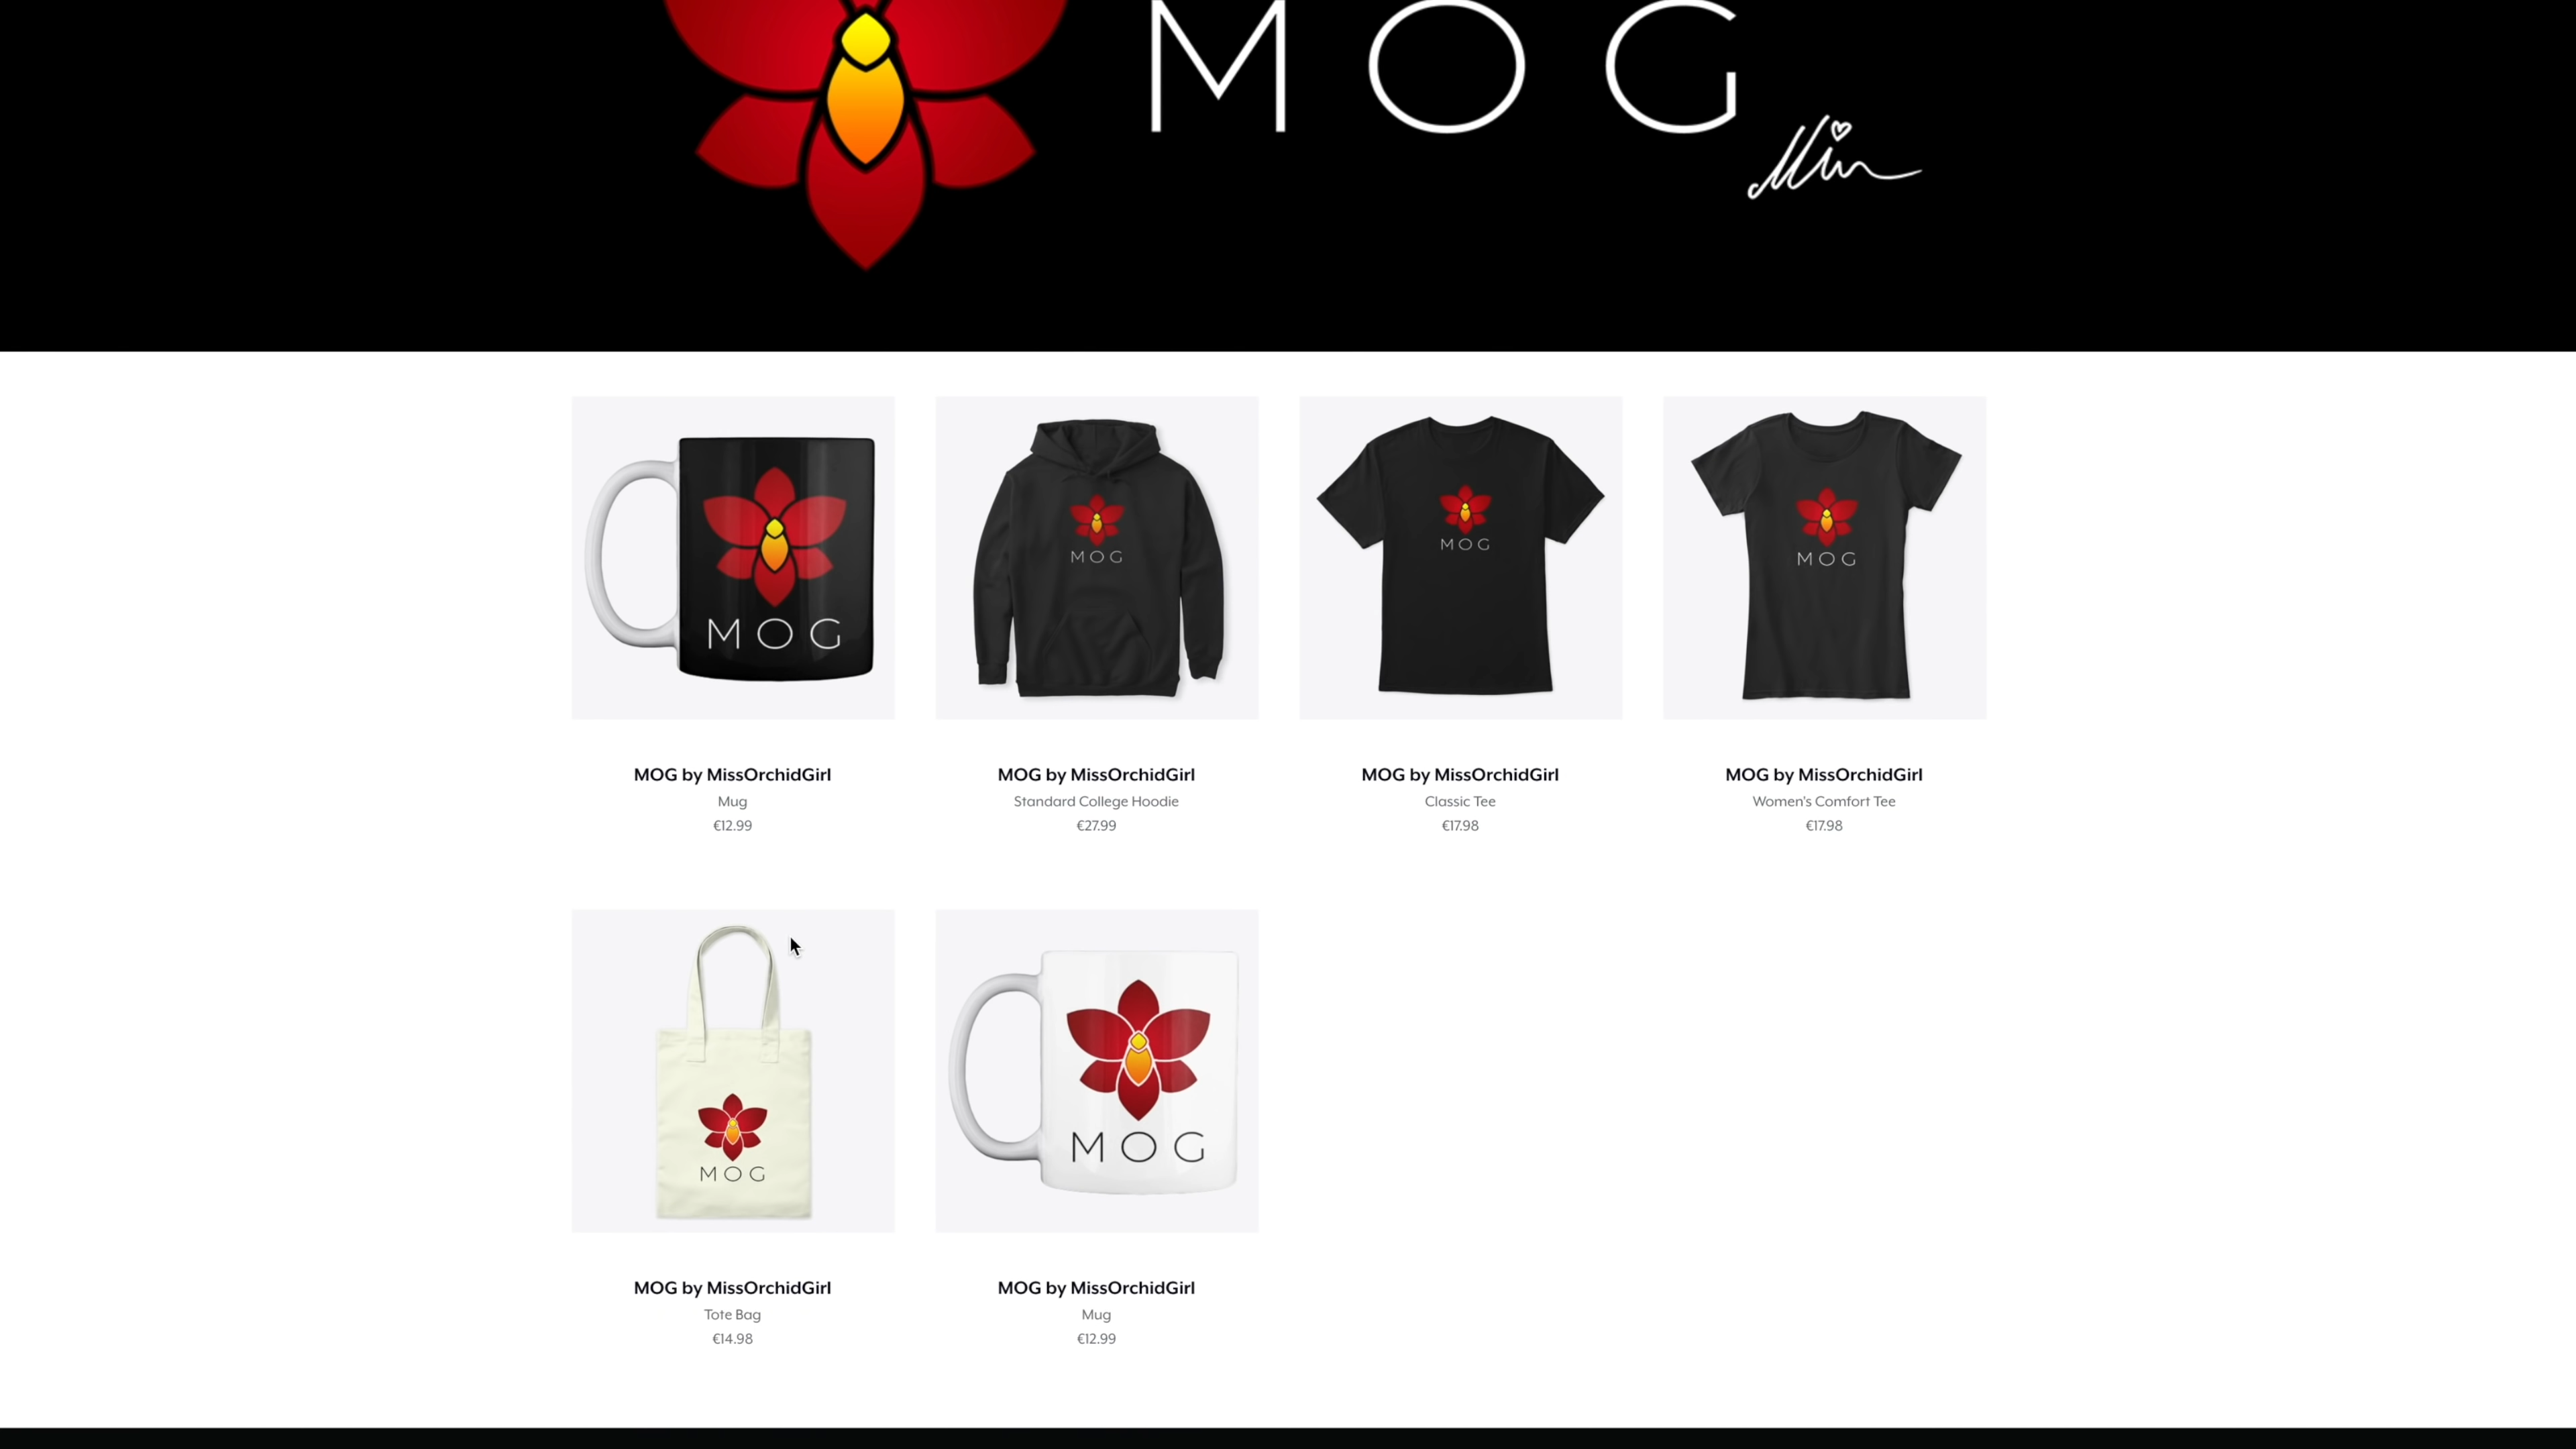 MOG
Min
MOG
MOG
MOG
MOG
MOG by MissOrchidGirl
Mug
€12.99
MOG by MissOrchidGirl
Standard College Hoodie
€27.99
MOG by MissOrchidGirl
Classic Tee
€17.98
MOG by MissOrchidGirl
Women's Comfort Tee
€17.98
MOG
MOG
MOG by MissOrchidGirl
Tote Bag
€14.98
MOG by MissOrchidGirl
Mug
€12.99